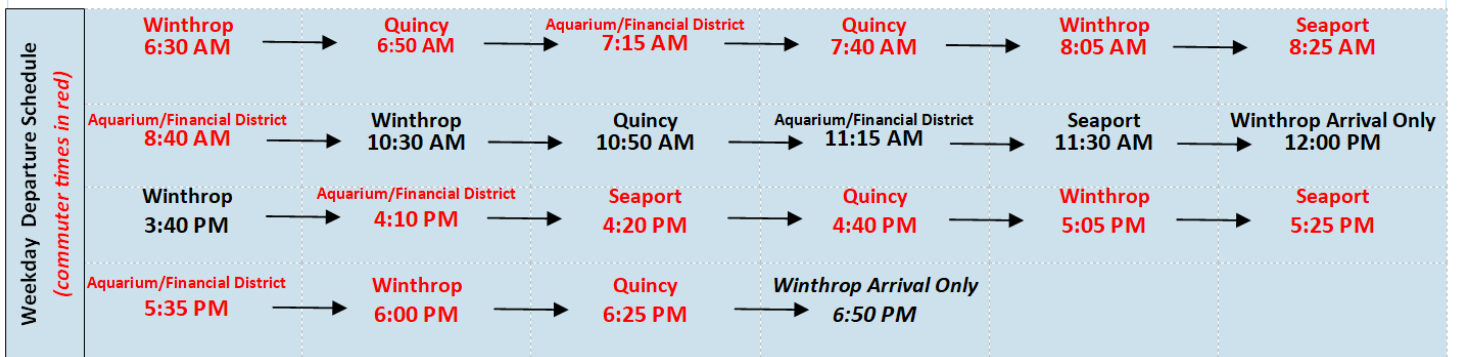 Weekday Departure Schedule
(commuter times in red)
Winthrop
6:30 AM
Quincy
6:50 AM
Aquarium/Financial District
7:15 AM
Quincy
7:40 AM
Winthrop
8:05 AM
Seaport
8:25 AM
Aquarium/Financial District
8:40 AM
Winthrop
10:30 AM
Quincy
10:50 AM
Aquarium/Financial District
11:15 AM
Seaport
11:30 AM
Winthrop Arrival Only
12:00 PM
Winthrop
3:40 PM
Aquarium/Financial District
4:10 PM
Seaport
4:20 PM
Quincy
4:40 PM
Winthrop
5:05 PM
Seaport
5:25 PM
Aquarium/Financial District
5:35 PM
Winthrop
6:00 PM
Quincy
6:25 PM
Winthrop Arrival Only
6:50 PM